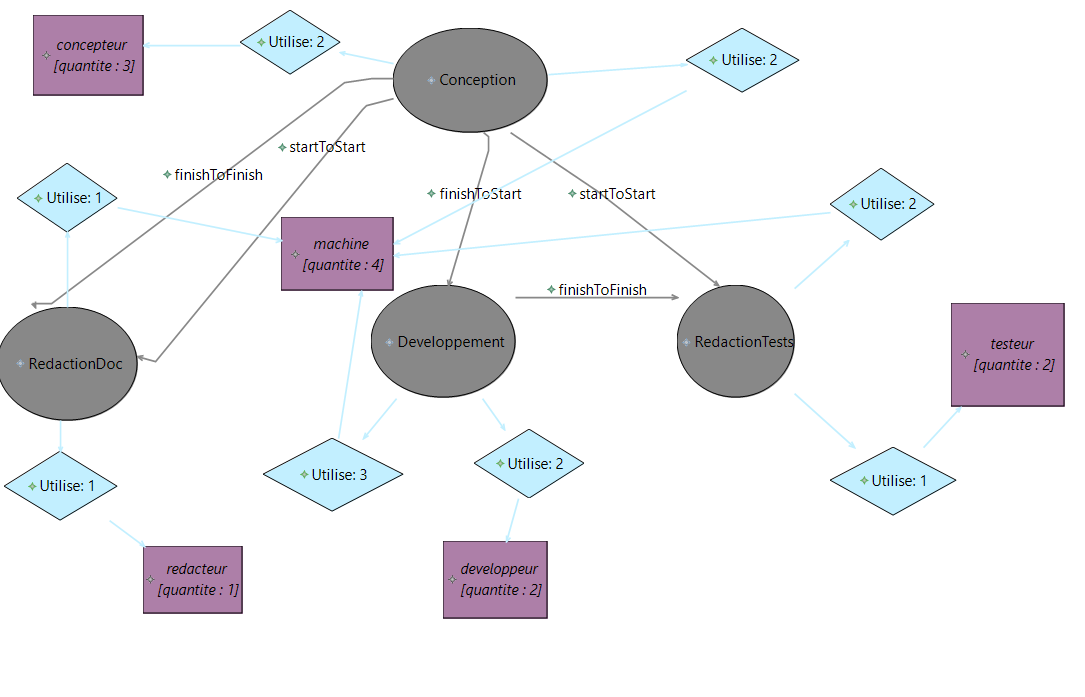 concepteur
[quantite : 3]
Utilise: 2
Conception
Utilise: 2
startToStart
finishToFinish
Utilise: 1
finishToStart
startToStart
Utilise: 2
machine
[quantite : 4]
finishToFinish
RedactionDoc
Developpement
RedactionTests
testeur
[quantite : 2]
Utilise: 3
Utilise: 2
Utilise: 1
Utilise: 1
redacteur
[quantite : 1]
developpeur
[quantite : 2]